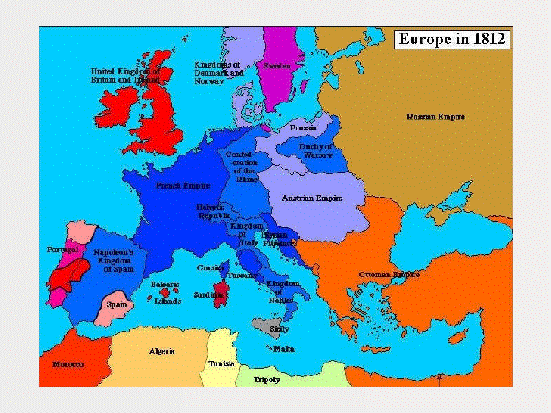 Europe in 1812
United Kingdom of
Britain and Ireland
Kingdoms of
Denmark and
Norway
Sweden
Russian Empire
Prussia
Duchy of
Warsaw
Confed-
eration
of the
Rhine
French Empire
Austrian Empire
Helvetic
Republic
Kingdom
of
Italy
Illyrian
Portugal
Napoleon's
Kingdom
of Spain
Corsica
Tuscany
Ottoman Empire
Balearic
Islands
Sardinia
Kingdom
of
Naples
Spain
Sicily
Malta
Morocco
Algeria
Tunisia
Tripoly